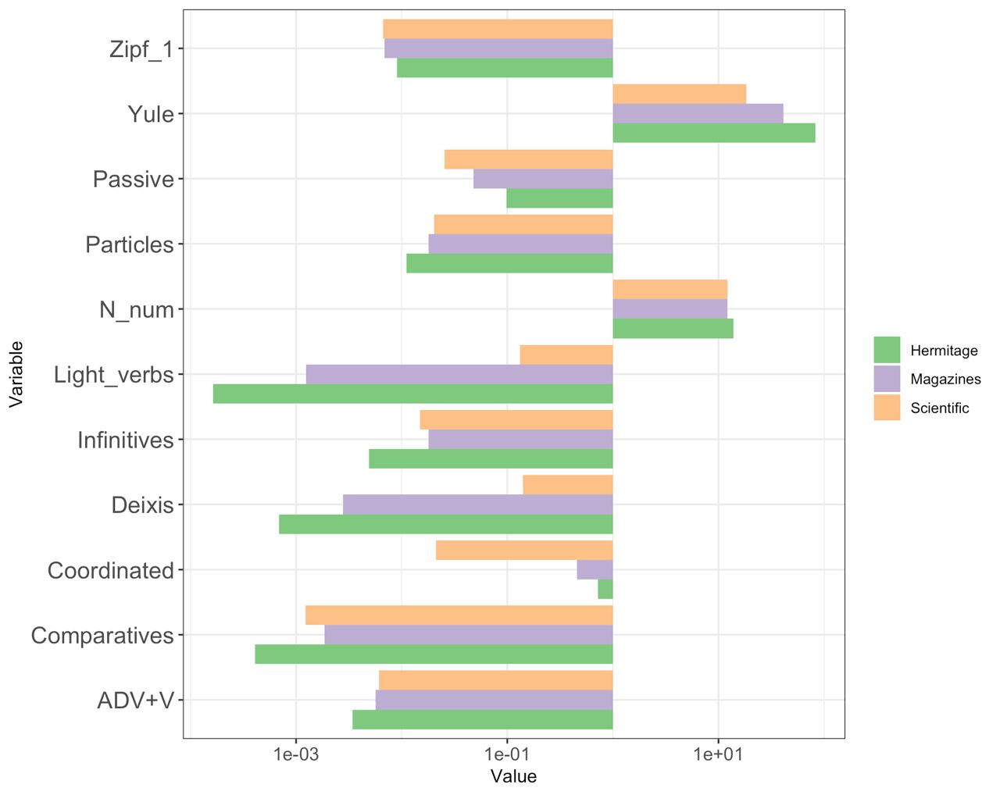 Zipf_1
Yule
Passive
Particles
N_num
Light_verbs
Infinitives
Deixis
Coordinated
Comparatives
ADV+V
Variable
1e-03 1e-01 1e+01
Value
Hermitage
Magazines
Scientific